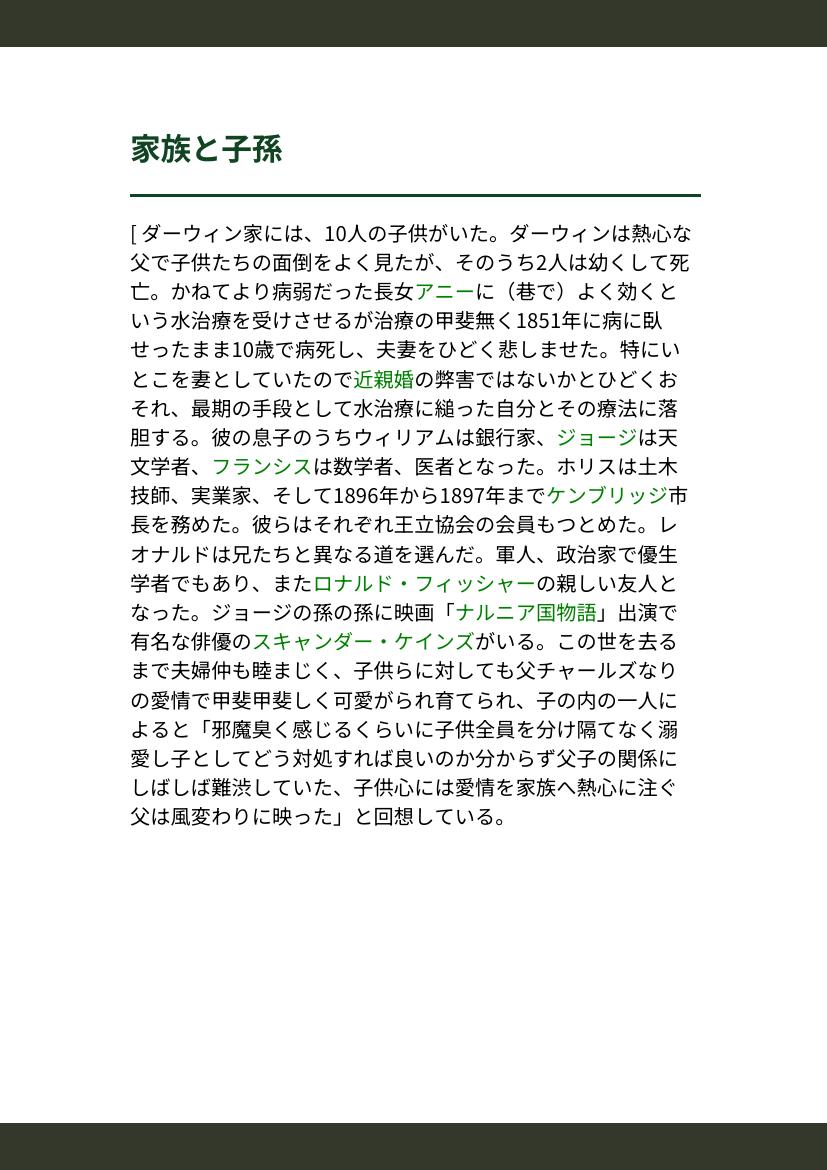 家族と子孫
[ ダーウィン家には、10人の子供がいた。ダーウィンは熱心な
父で子供たちの面倒をよく見たが、そのうち2人は幼くして死
亡。かねてより病弱だった長女アニーに（巷で）よく効くと
いう水治療を受けさせるが治療の甲斐無く1851年に病に臥
せったまま10歳で病死し、夫妻をひどく悲しませた。特にい
とこを妻としていたので近親婚の弊害ではないかとひどくお
それ、最期の手段として水治療に縋った自分とその療法に落
胆する。彼の息子のうちウィリアムは銀行家、ジョージは天
文学者、フランシスは数学者、医者となった。ホリスは土木
技師、実業家、そして1896年から1897年までケンブリッジ市
長を務めた。彼らはそれぞれ王立協会の会員もつとめた。レ
オナルドは兄たちと異なる道を選んだ。軍人、政治家で優生
学者でもあり、またロナルド・フィッシャーの親しい友人と
なった。ジョージの孫の孫に映画「ナルニア国物語」出演で
有名な俳優のスキャンダー・ケインズがいる。この世を去る
まで夫婦仲も睦まじく、子供らに対しても父チャールズなり
の愛情で甲斐甲斐しく可愛がられ育てられ、子の内の一人に
よると「邪魔臭く感じるくらいに子供全員を分け隔てなく溺
愛し子としてどう対処すれば良いのか分からず父子の関係に
しばしば難渋していた、子供心には愛情を家族へ熱心に注ぐ
父は風変わりに映った」と回想している。